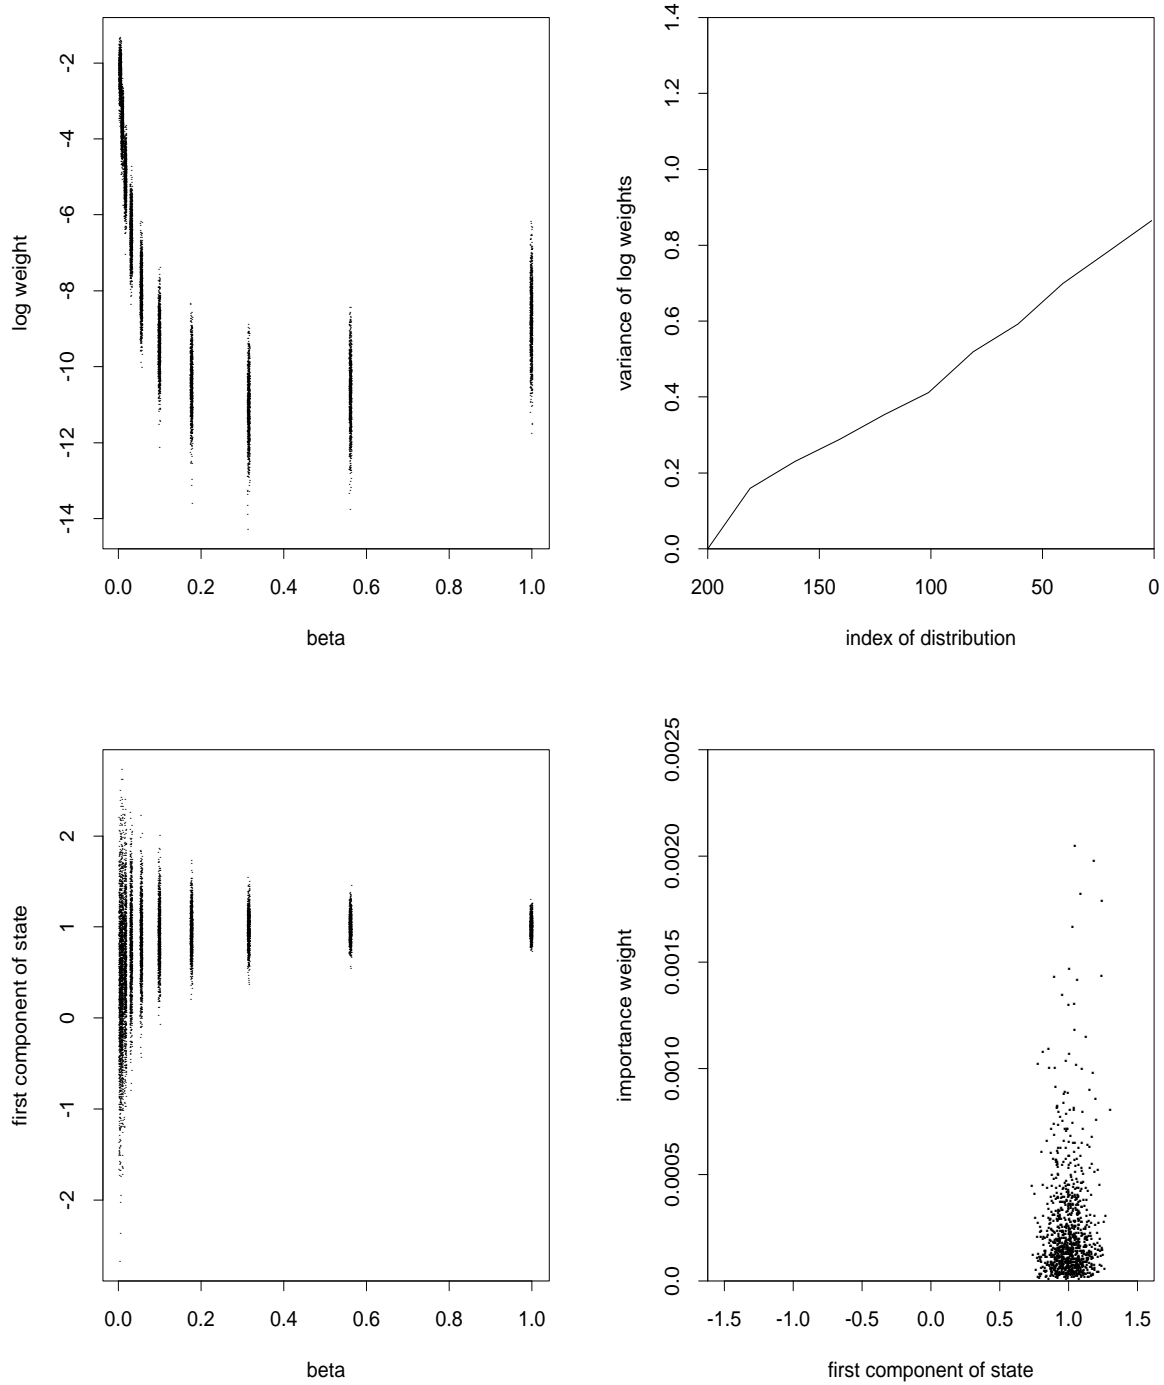 log weight
-2
-4
-6
-8
-10
-12
-14
0.0 0.2 0.4 0.6 0.8 1.0
beta
variance of log weights
1.4
1.2
1.0
0.8
0.6
0.4
0.2
0.0
200 150 100 50 0
index of distribution
first component of state
2
1
0
-1
-2
0.0 0.2 0.4 0.6 0.8 1.0
beta
importance weight
0.0025
0.0020
0.0015
0.0010
0.0005
0.0
-1.5 -1.0 -0.5 0.0 0.5 1.0 1.5
first component of state